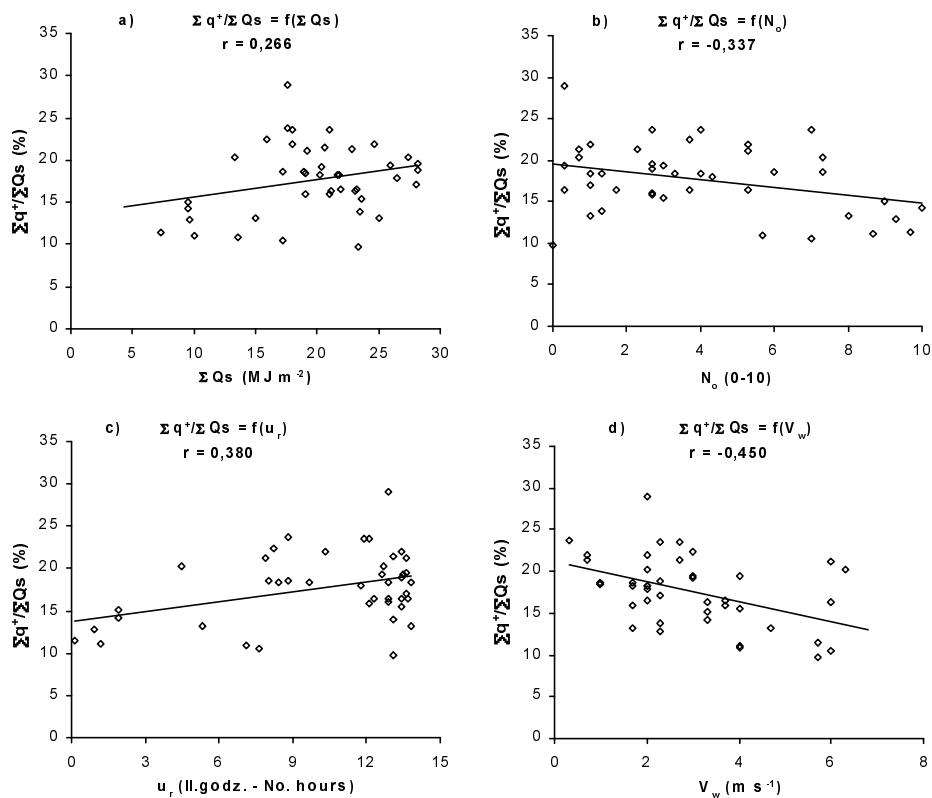 a) Σ q⁺/Σ Qs = f(Σ Qs)
r = 0,266
35
30
25
20
15
10
5
0
Σq⁺/ΣQs (%)
0 5 10 15 20 25 30
Σ Qs (MJ m⁻²)
b) Σ q⁺/Σ Qs = f(Nₒ)
r = -0,337
35
30
25
20
15
10
5
0
Σq⁺/ΣQs (%)
0 2 4 6 8 10
Nₒ (0-10)
c) Σ q⁺/Σ Qs = f(uᵣ)
r = 0,380
35
30
25
20
15
10
5
0
Σq⁺/ΣQs (%)
0 3 6 9 12 15
uᵣ (II.godz. - No. hours)
d) Σ q⁺/Σ Qs = f(V_w)
r = -0,450
35
30
25
20
15
10
5
0
Σq⁺/ΣQs (%)
0 2 4 6 8
V_w (m s⁻¹)